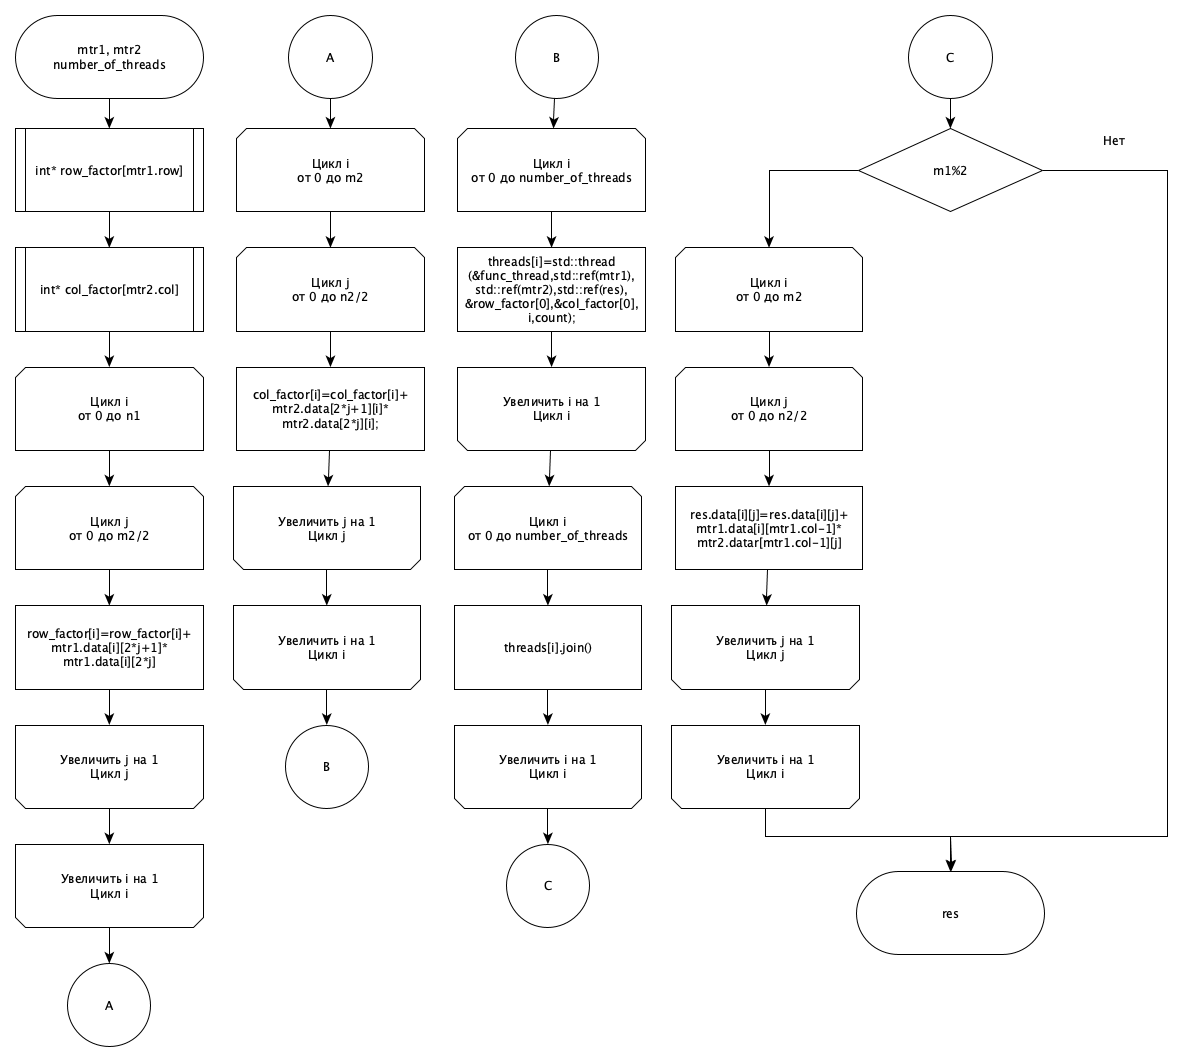 mtr1, mtr2
number_of_threads
int* row_factor[mtr1.row]
int* col_factor[mtr2.col]
Цикл i
от 0 до n1
Цикл j
от 0 до m2/2
row_factor[i]=row_factor[i]+
mtr1.data[i][2*j+1]*
mtr1.data[i][2*j]
Увеличить j на 1
Цикл j
Увеличить i на 1
Цикл i
A
A
Цикл i
от 0 до m2
Цикл j
от 0 до n2/2
col_factor[i]=col_factor[i]+
mtr2.data[2*j+1][i]*
mtr2.data[2*j][i];
Увеличить j на 1
Цикл j
Увеличить i на 1
Цикл i
B
B
Цикл i
от 0 до number_of_threads
threads[i]=std::thread
(&func_thread,std::ref(mtr1),
std::ref(mtr2),std::ref(res),
&row_factor[0],&col_factor[0],
i,count);
Увеличить i на 1
Цикл i
Цикл i
от 0 до number_of_threads
threads[i].join()
Увеличить i на 1
Цикл i
C
C
m1%2
Нет
Цикл i
от 0 до m2
Цикл j
от 0 до n2/2
res.data[i][j]=res.data[i][j]+
mtr1.data[i][mtr1.col-1]*
mtr2.datar[mtr1.col-1][j]
Увеличить j на 1
Цикл j
Увеличить i на 1
Цикл i
res